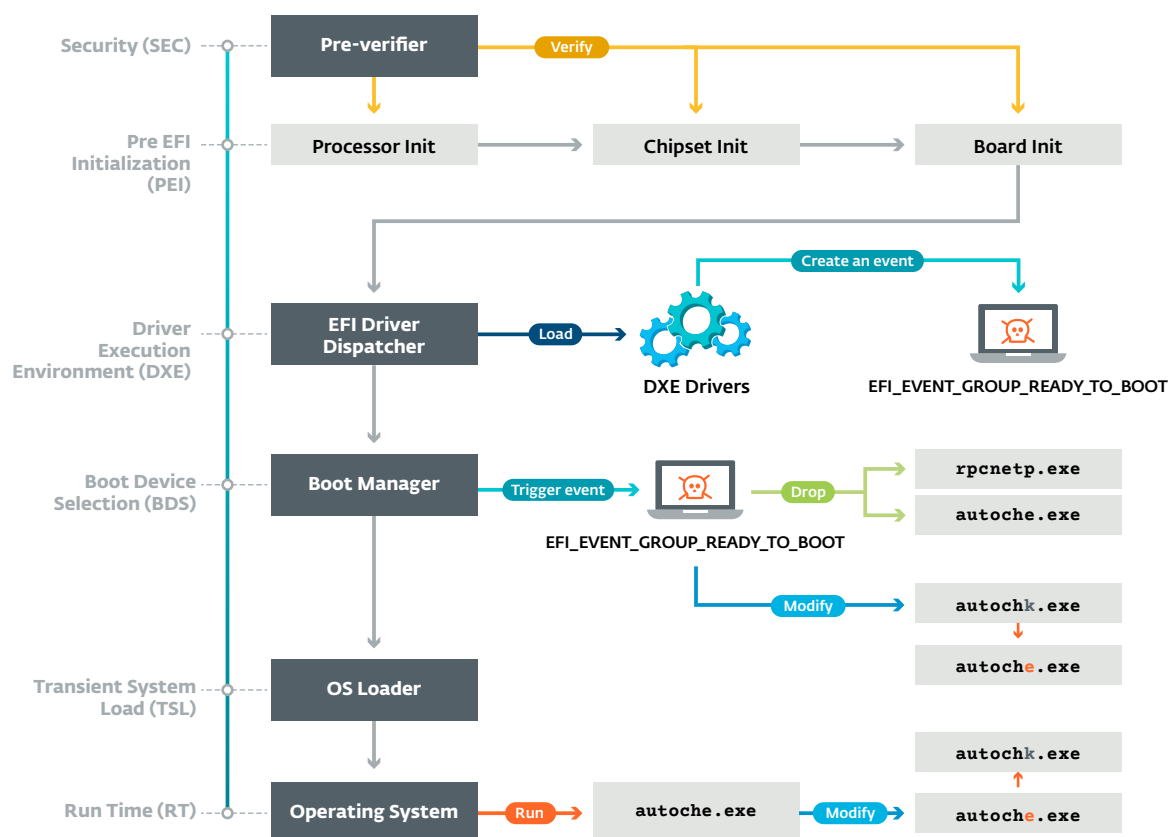 Security (SEC)
Pre-verifier
Verify
Pre EFI
Initialization
(PEI)
Processor Init
Chipset Init
Board Init
Create an event
Driver
Execution
Environment (DXE)
EFI Driver
Dispatcher
Load
DXE Drivers
EFI_EVENT_GROUP_READY_TO_BOOT
Boot Device
Selection (BDS)
Boot Manager
Trigger event
EFI_EVENT_GROUP_READY_TO_BOOT
Drop
rpcnetp.exe
autoche.exe
Modify
autochk.exe
autoche.exe
Transient System
Load (TSL)
OS Loader
Run Time (RT)
Operating System
Run
autoche.exe
Modify
autochk.exe
autoche.exe